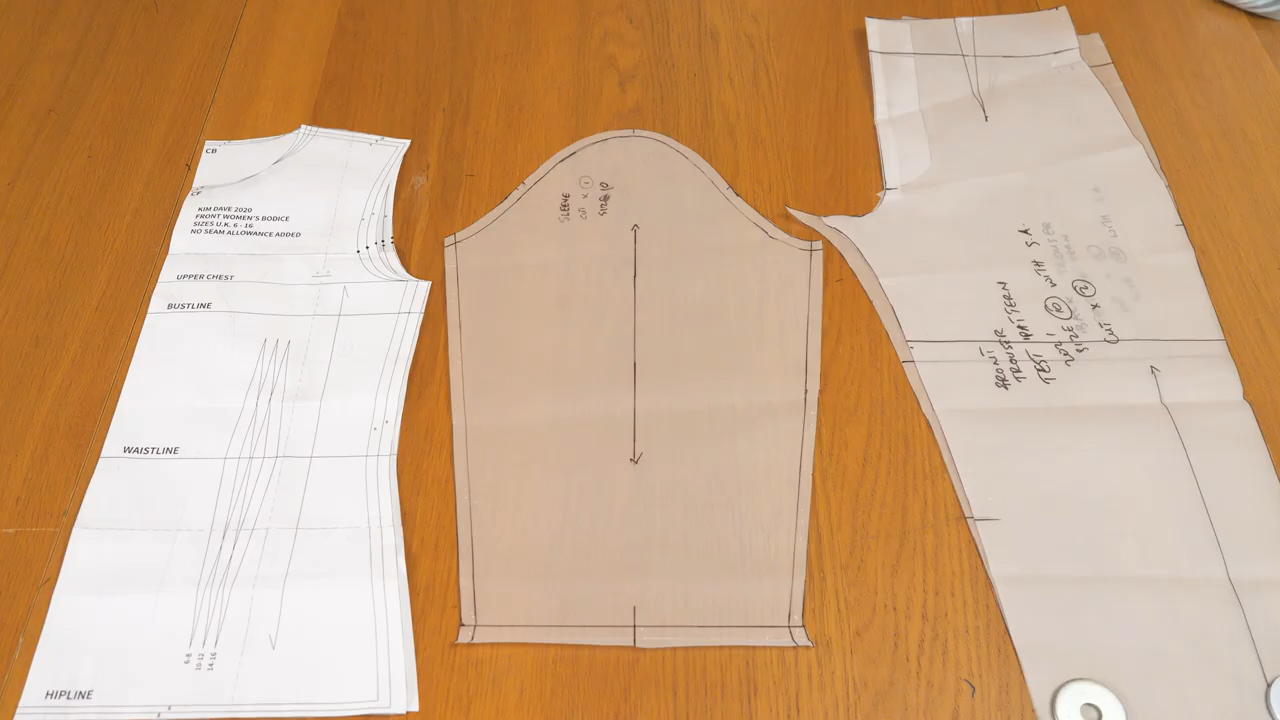 CB
CF
KIM DAVE 2020
FRONT WOMEN'S BODICE
SIZES U.K. 6 - 16
NO SEAM ALLOWANCE ADDED
UPPER CHEST
BUSTLINE
WAISTLINE
6-8
10-12
14-16
HIPLINE
SLEEVE
CUT x 1
SIZE 10
FRONT
TROUSER PATTERN
TEST 2021 WITH S.A.
SIZE 10
CUT x 2